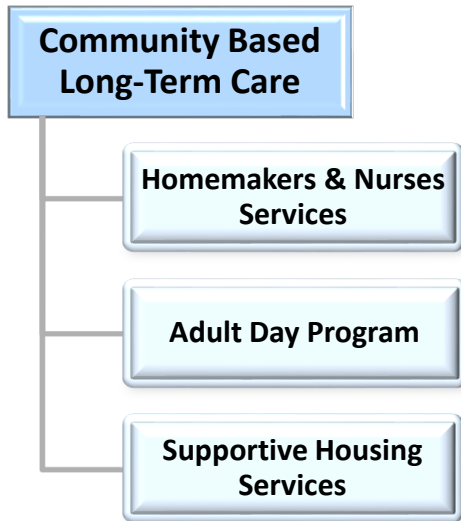 Community Based
Long-Term Care
Homemakers & Nurses
Services
Adult Day Program
Supportive Housing
Services